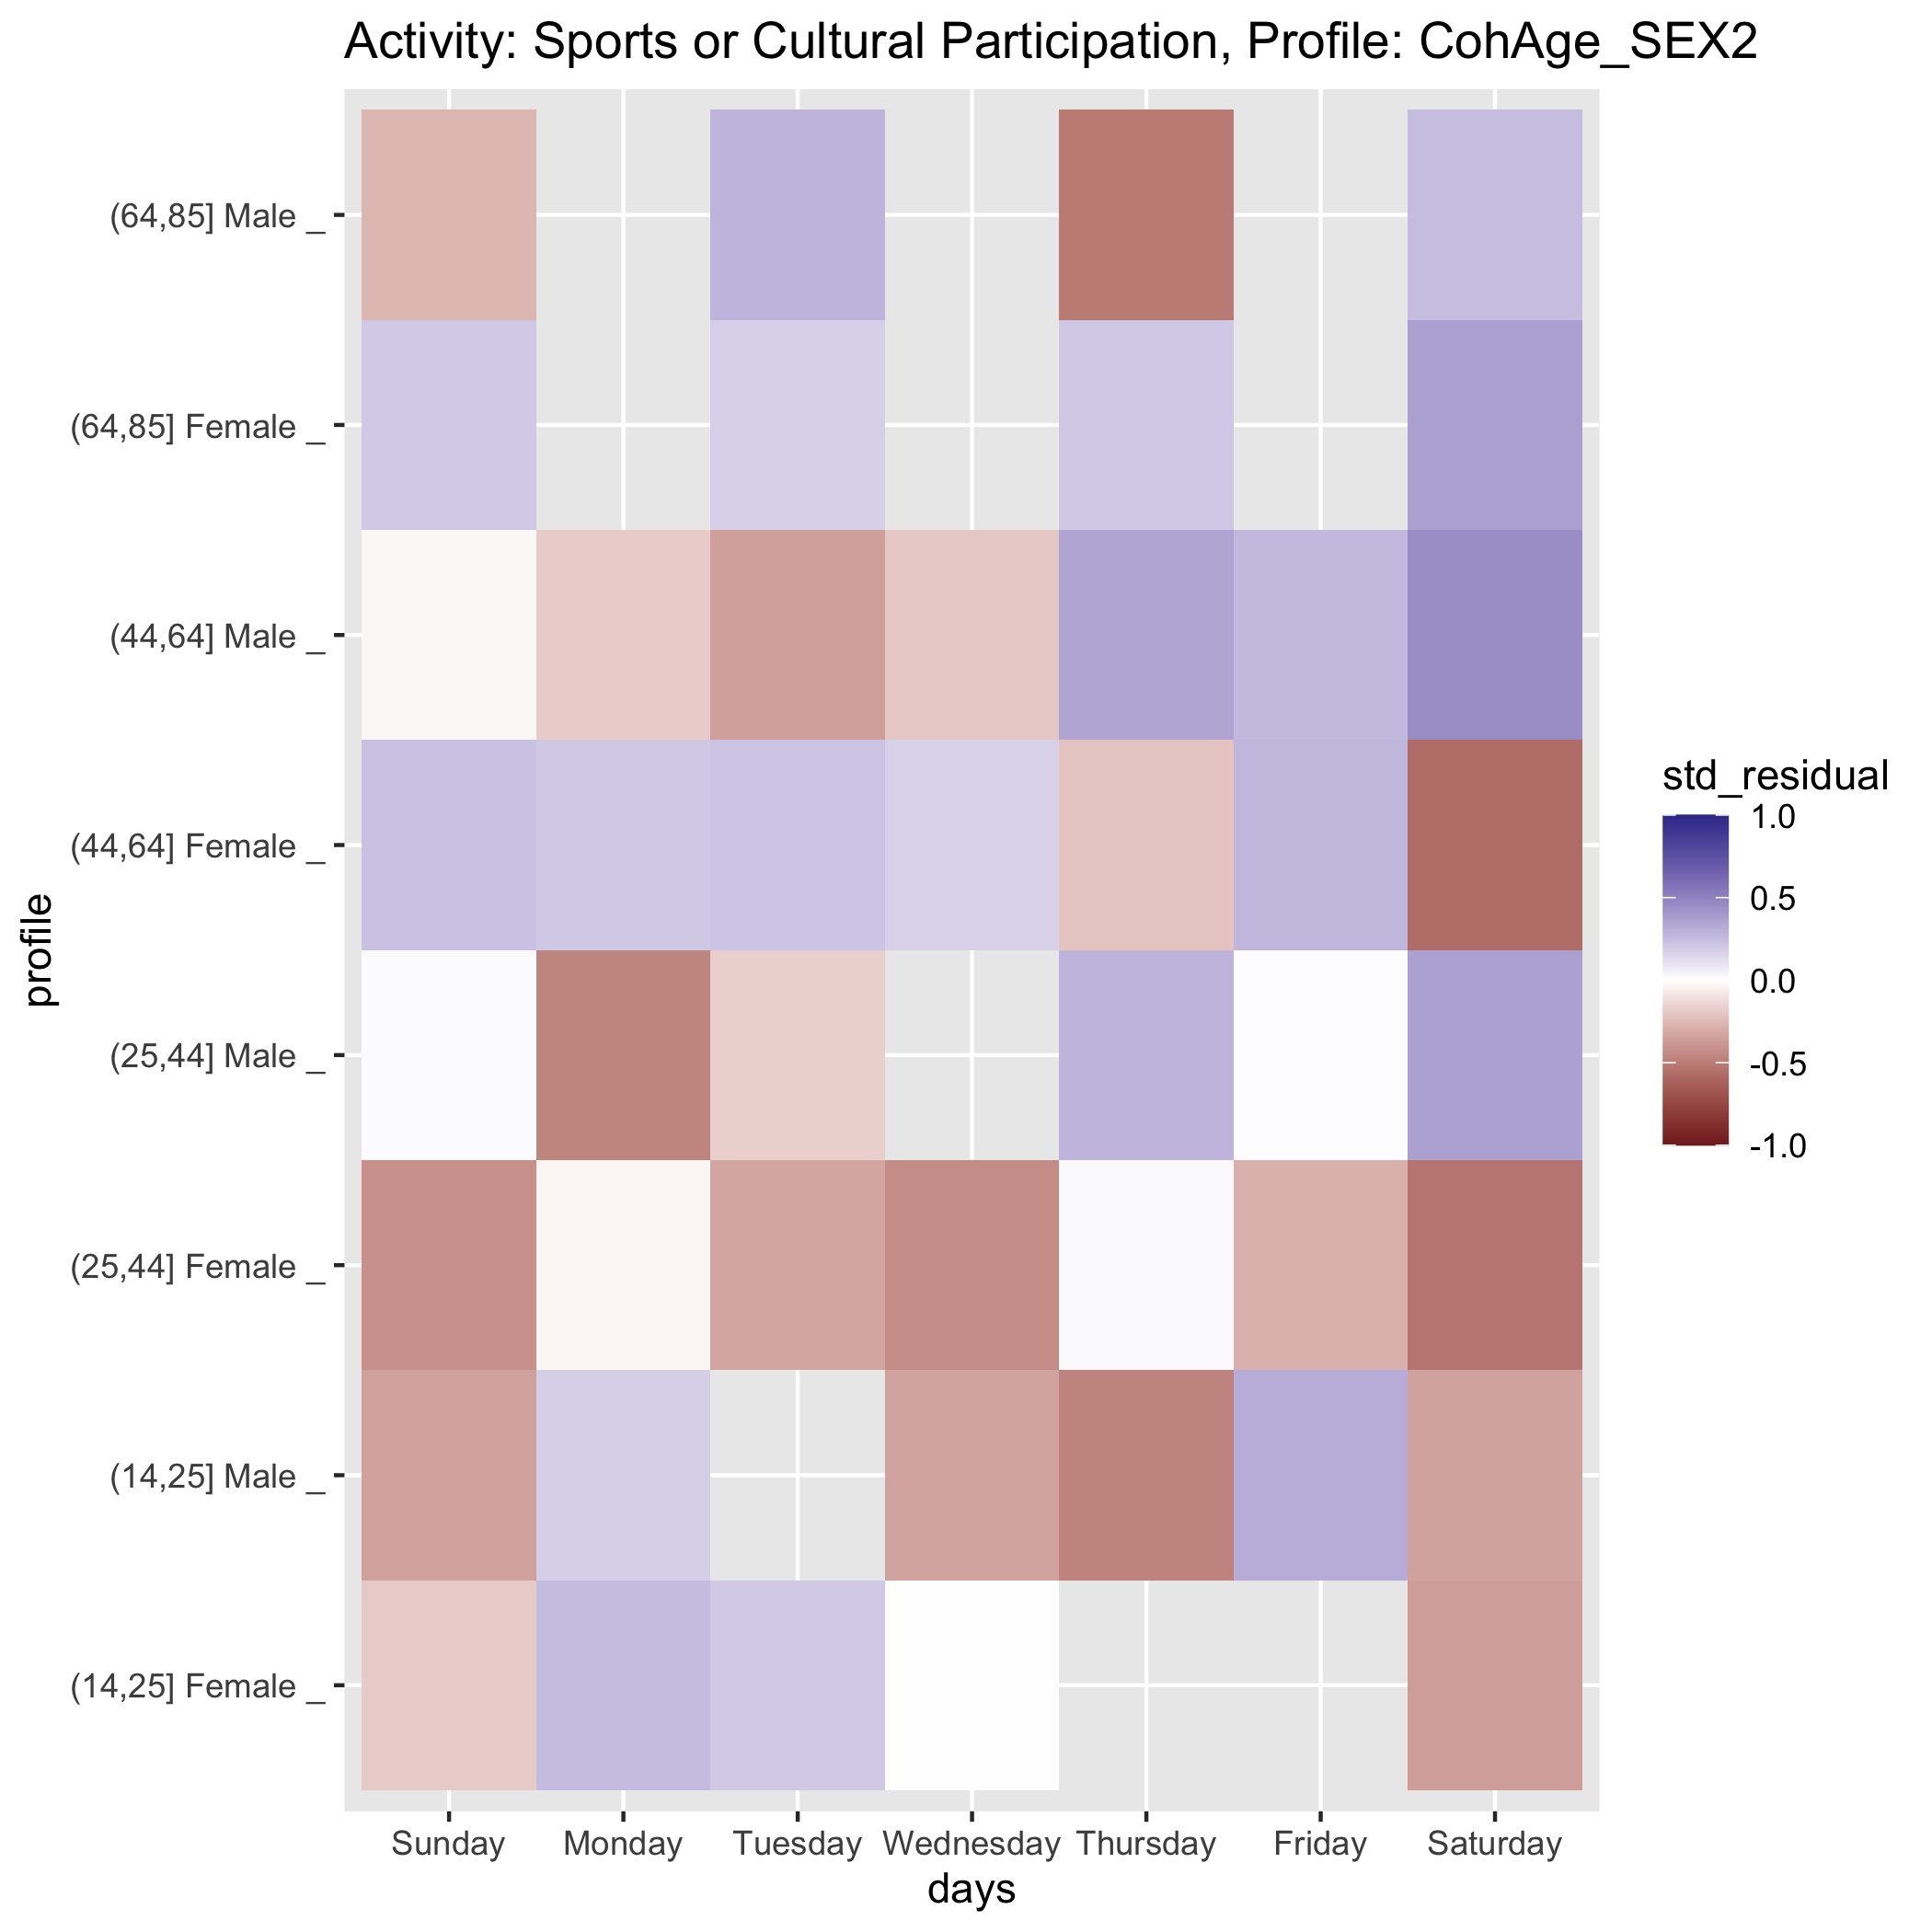 Activity: Sports or Cultural Participation, Profile: CohAge_SEX2
profile
(64,85] Male _
(64,85] Female _
(44,64] Male _
(44,64] Female _
(25,44] Male _
(25,44] Female _
(14,25] Male _
(14,25] Female _
Sunday Monday Tuesday Wednesday Thursday Friday Saturday
days
std_residual
1.0
0.5
0.0
-0.5
-1.0